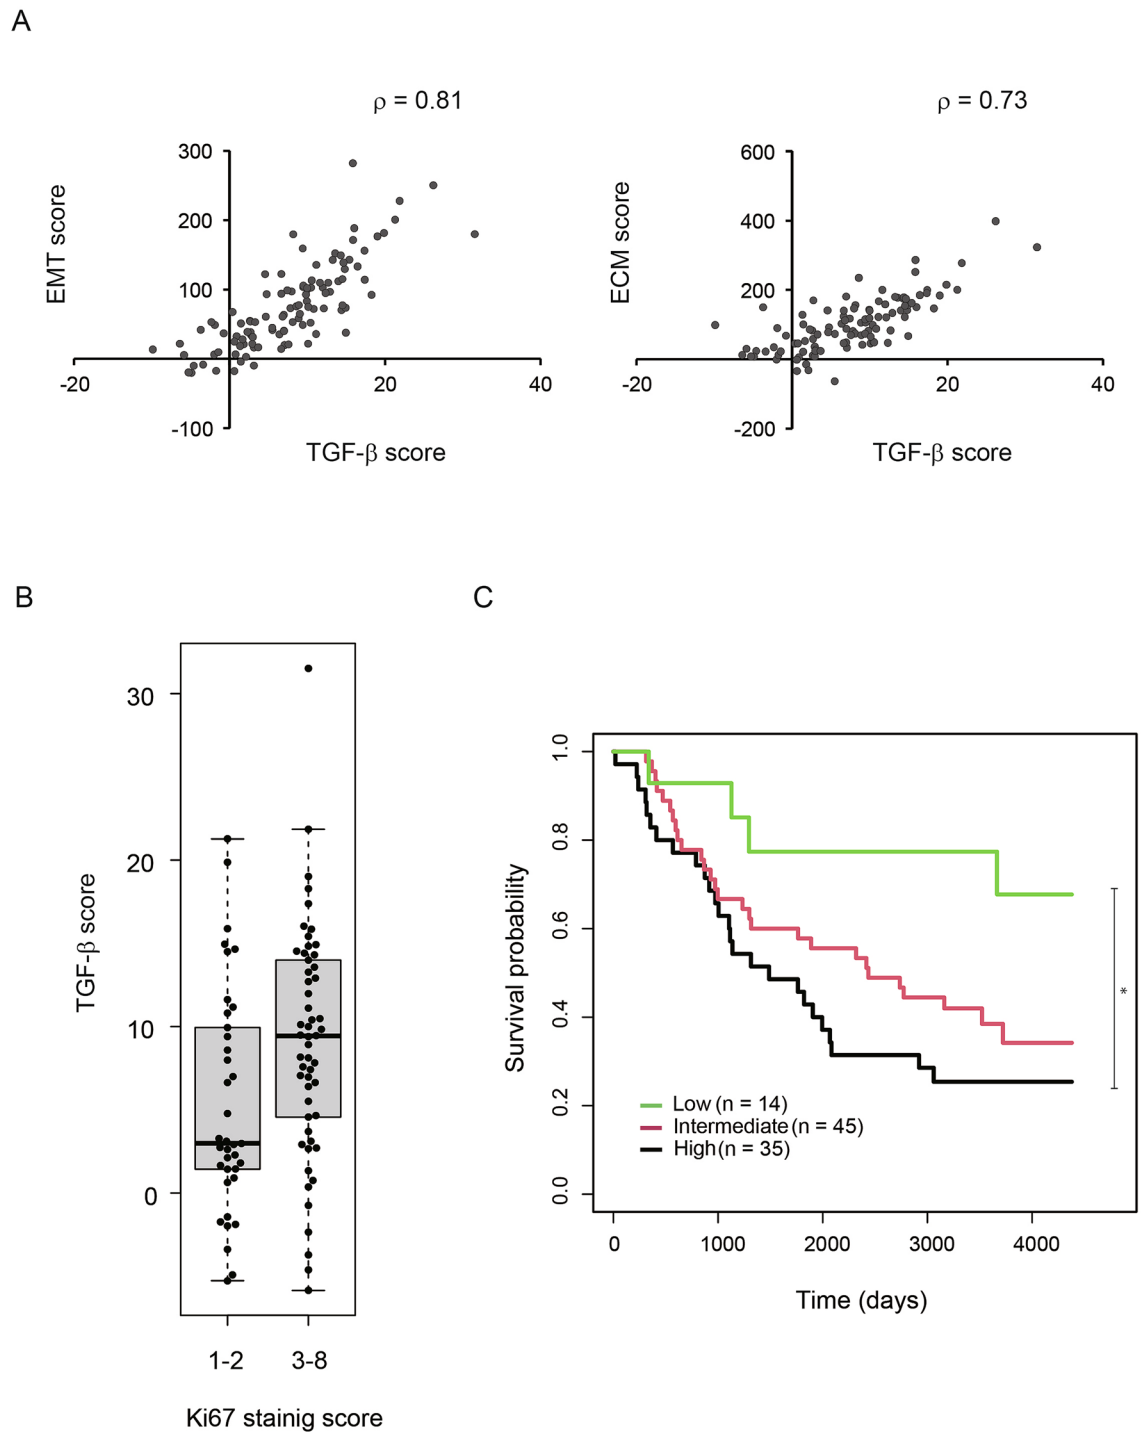 A
ρ = 0.81
ρ = 0.73
300
200
100
-100
-20
20
40
EMT score
TGF-β score
600
400
200
-200
-20
20
40
ECM score
TGF-β score
B
C
30
20
10
0
TGF-β score
1-2
3-8
Ki67 stainig score
1.0
0.8
0.6
0.4
0.2
0.0
Survival probability
Low (n = 14)
Intermediate (n = 45)
High (n = 35)
*
0
1000
2000
3000
4000
Time (days)